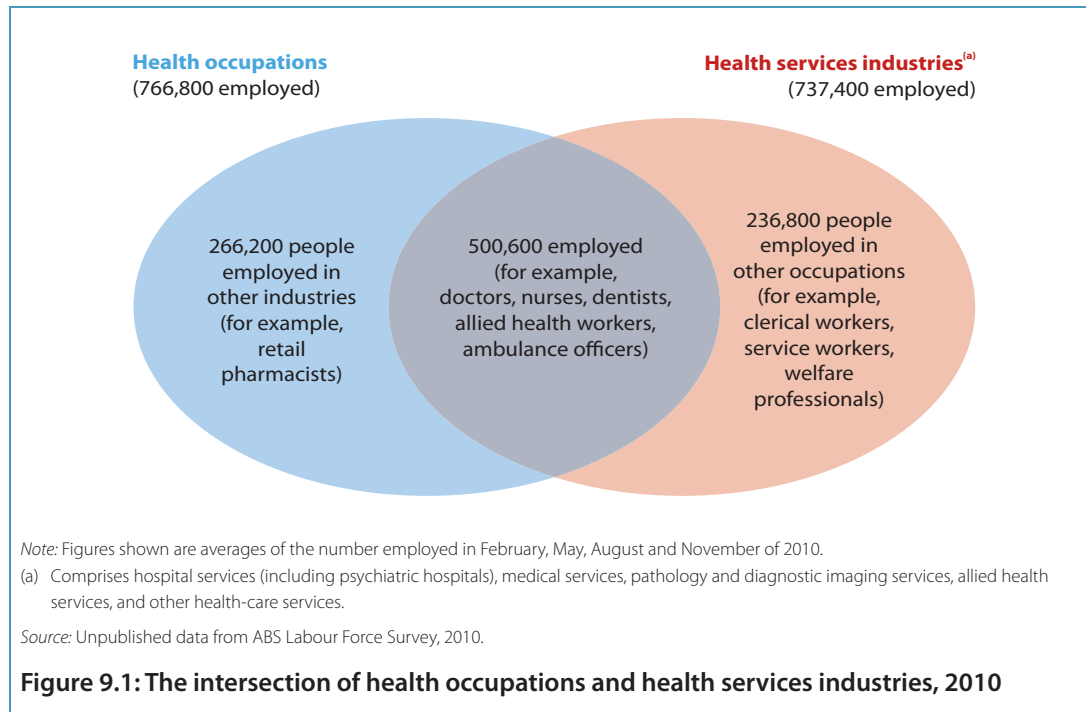 Health occupations
(766,800 employed)
Health services industries(a)
(737,400 employed)
266,200 people
employed in
other industries
(for example,
retail
pharmacists)
500,600 employed
(for example,
doctors, nurses, dentists,
allied health workers,
ambulance officers)
236,800 people
employed in
other occupations
(for example,
clerical workers,
service workers,
welfare
professionals)
Note: Figures shown are averages of the number employed in February, May, August and November of 2010.
(a) Comprises hospital services (including psychiatric hospitals), medical services, pathology and diagnostic imaging services, allied health
services, and other health-care services.
Source: Unpublished data from ABS Labour Force Survey, 2010.
Figure 9.1: The intersection of health occupations and health services industries, 2010